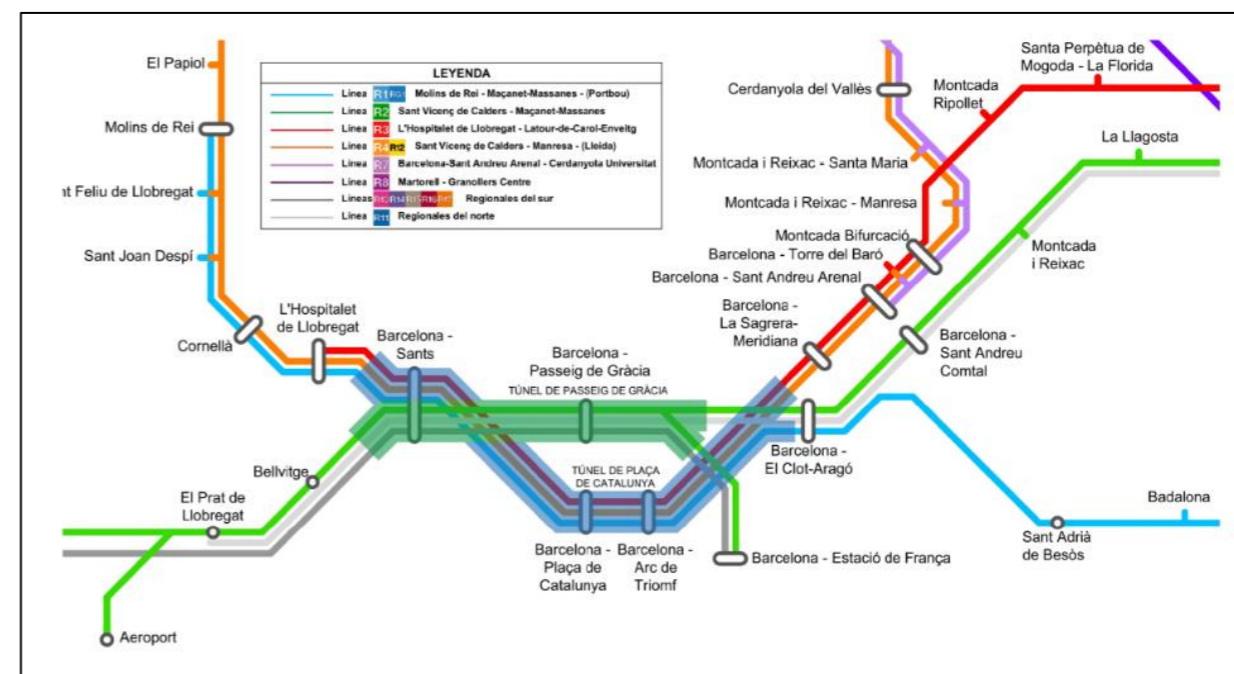 El Papiol
Molins de Rei
nt Feliu de Llobregat
Sant Joan Despí
Cornellà
L'Hospitalet
de Llobregat
LEYENDA
Línea R1 RG1 Molins de Rei - Maçanet-Massanes - (Portbou)
Línea R2 Sant Vicenç de Calders - Maçanet-Massanes
Línea R3 L'Hospitalet de Llobregat - Latour-de-Carol-Enveitg
Línea R4 R12 Sant Vicenç de Calders - Manresa - (Lleida)
Línea R7 Barcelona-Sant Andreu Arenal - Cerdanyola Universitat
Línea R8 Martorell - Granollers Centre
Líneas R13 R14 R15 R16 R17 Regionales del sur
Línea R11 Regionales del norte
Barcelona -
Sants
Barcelona -
Passeig de Gràcia
TÚNEL DE PASSEIG DE GRÀCIA
TÚNEL DE PLAÇA
DE CATALUNYA
Barcelona -
Plaça de
Catalunya
Barcelona -
Arc de
Triomf
Barcelona - Estació de França
Bellvitge
El Prat de
Llobregat
Aeroport
Cerdanyola del Vallès
Montcada
Ripollet
Santa Perpètua de
Mogoda - La Florida
La Llagosta
Montcada i Reixac - Santa Maria
Montcada i Reixac - Manresa
Montcada Bifurcació
Barcelona - Torre del Baró
Barcelona - Sant Andreu Arenal
Barcelona -
La Sagrera-
Meridiana
Montcada
i Reixac
Barcelona -
Sant Andreu
Comtal
Barcelona -
El Clot-Aragó
Badalona
Sant Adrià
de Besòs